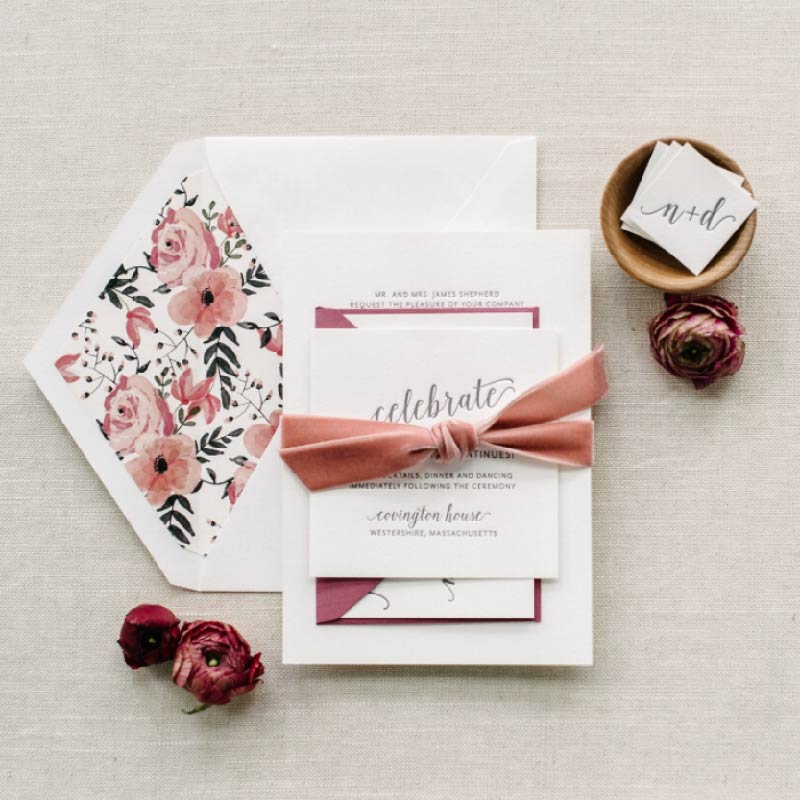 MR. AND MRS. JAMES SHEPHERD
REQUEST THE PLEASURE OF YOUR COMPANY
celebrate
CONTINUES!
DINNER AND DANCING
IMMEDIATELY FOLLOWING THE CEREMONY
covington house
WESTERSHIRE, MASSACHUSETTS
n+d